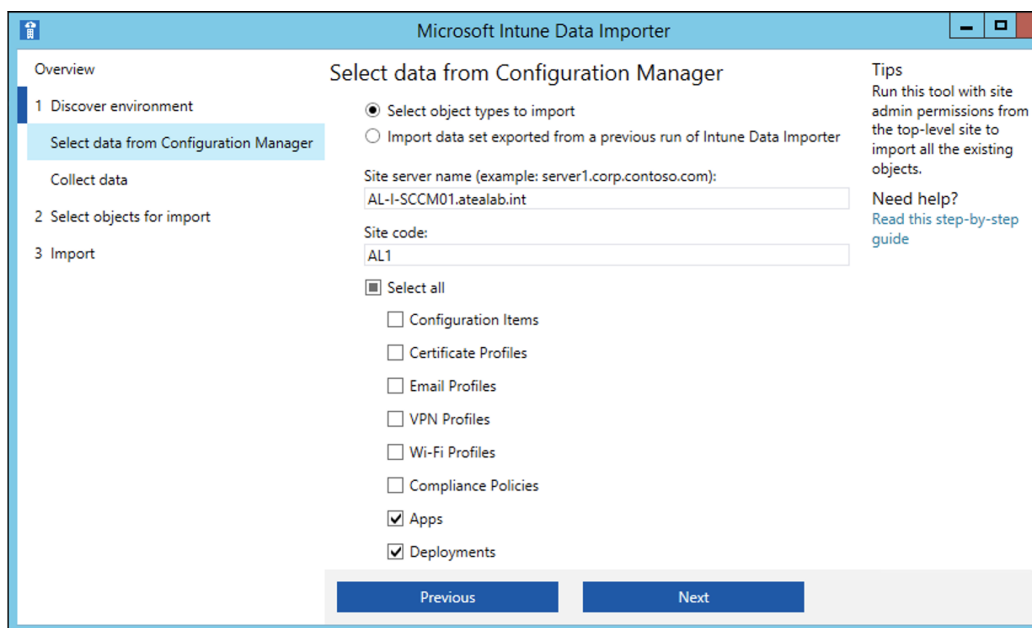 Microsoft Intune Data Importer
Overview
1 Discover environment
Select data from Configuration Manager
Collect data
2 Select objects for import
3 Import
Select data from Configuration Manager
Select object types to import
Import data set exported from a previous run of Intune Data Importer
Site server name (example: server1.corp.contoso.com):
AL-I-SCCM01.atealab.int
Site code:
AL1
Select all
Configuration Items
Certificate Profiles
Email Profiles
VPN Profiles
Wi-Fi Profiles
Compliance Policies
Apps
Deployments
Previous
Next
Tips
Run this tool with site
admin permissions from
the top-level site to
import all the existing
objects.
Need help?
Read this step-by-step
guide